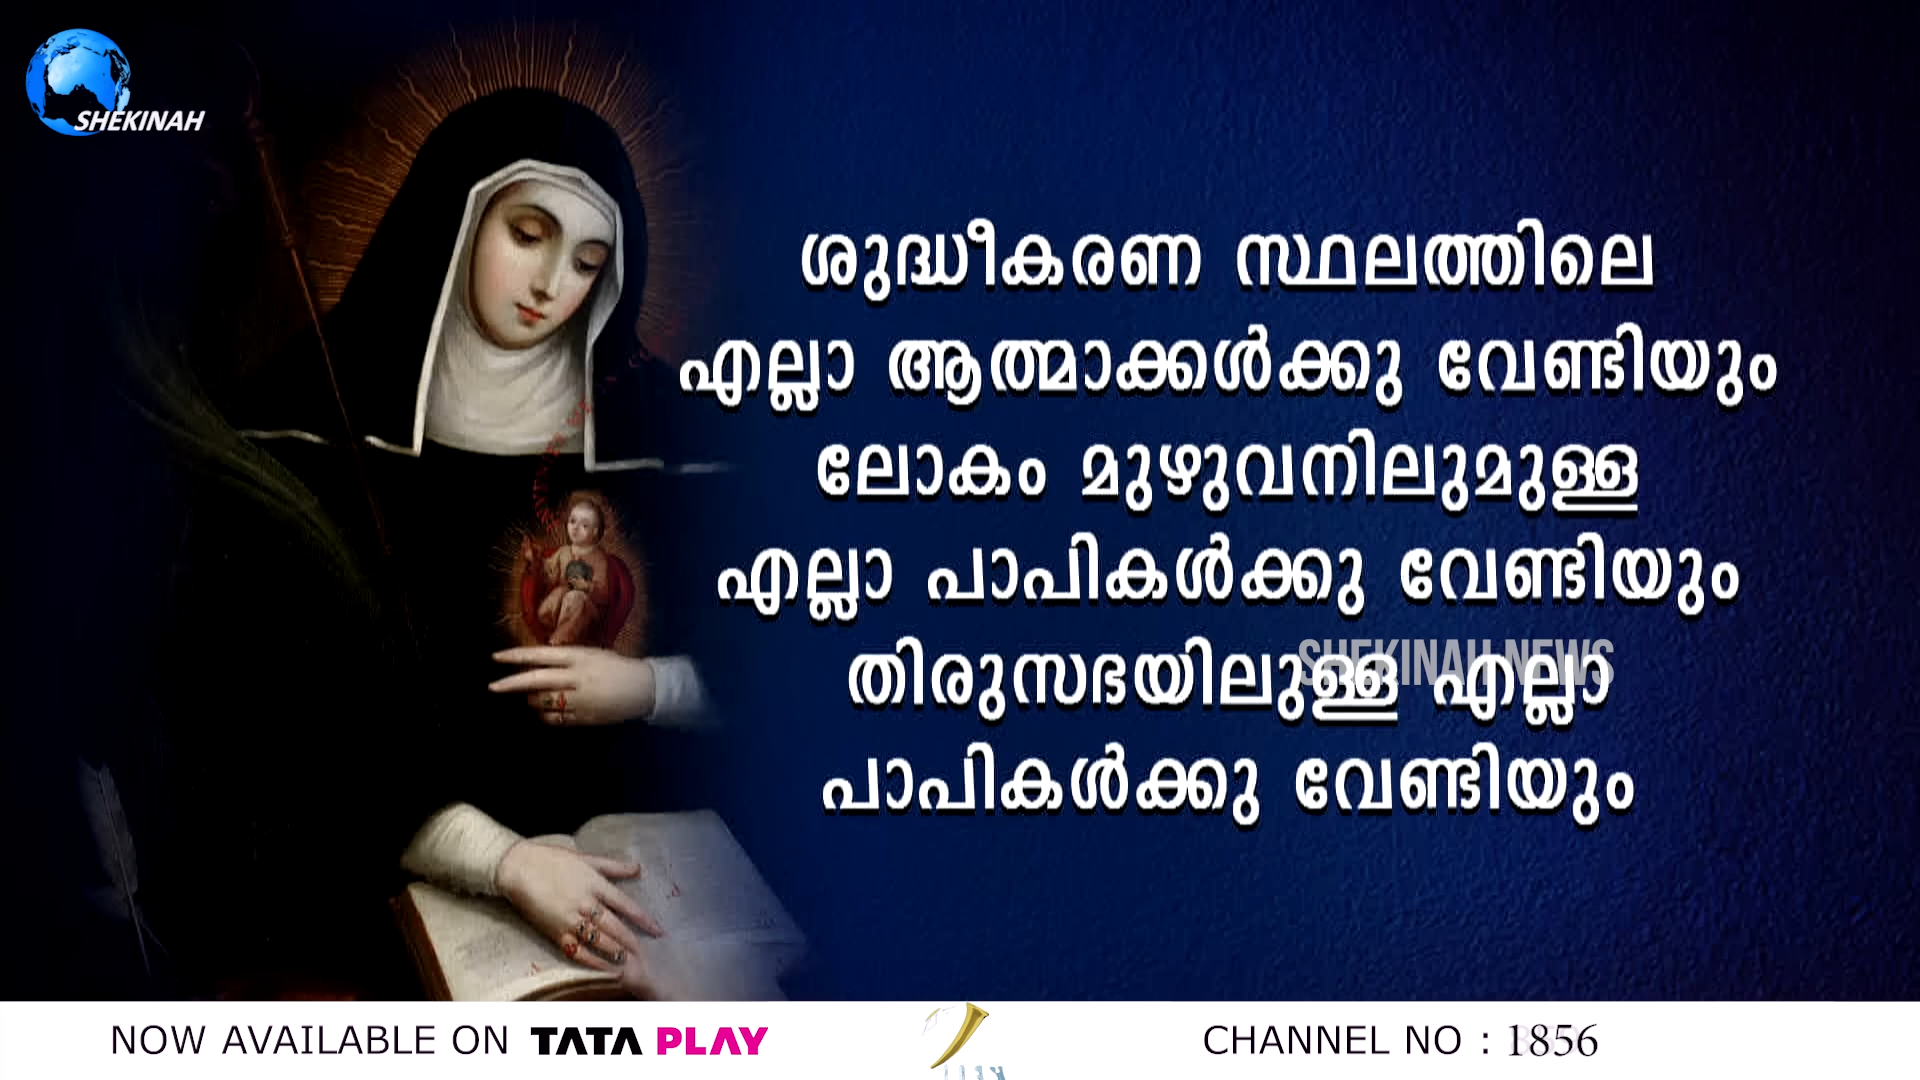 SHEKINAH
ശുദ്ധീകരണ സ്ഥലത്തിലെ
എല്ലാ ആത്മാക്കൾക്കു വേണ്ടിയും
ലോകം മുഴുവനിലുമുള്ള
എല്ലാ പാപികൾക്കു വേണ്ടിയും
SHEKINAH NEWS
തിരുസഭയിലുള്ള എല്ലാ
പാപികൾക്കു വേണ്ടിയും
NOW AVAILABLE ON TATA PLAY
CHANNEL NO : 1856